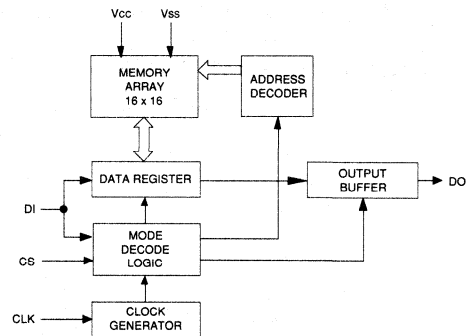 Vcc
Vss
MEMORY
ARRAY
16 x 16
ADDRESS
DECODER
DATA REGISTER
OUTPUT
BUFFER
DO
DI
MODE
DECODE
LOGIC
CS
CLK
CLOCK
GENERATOR